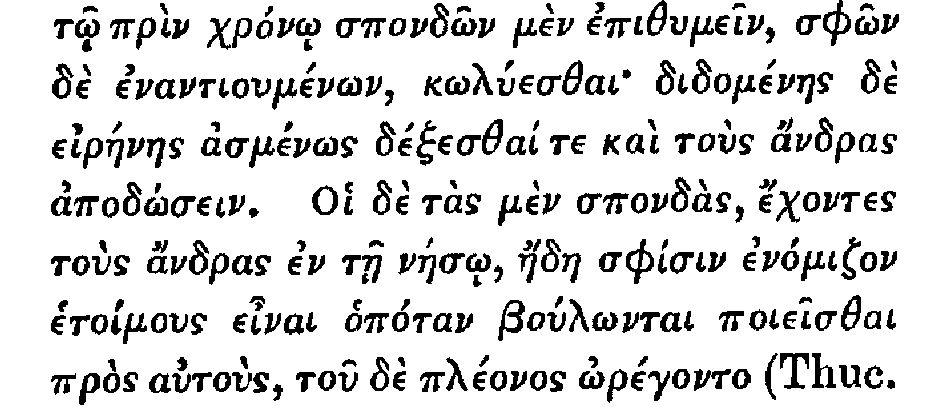 τῷ πρὶν χρόνῳ σπονδῶν μὲν ἐπιθυμεῖν, σφῶν
δὲ ἐναντιουμένων, κωλύεσθαι· διδομένης δὲ
εἰρήνης ἀσμένως δέξεσθαί τε καὶ τοὺς ἄνδρας
ἀποδώσειν. Οἱ δὲ τὰς μὲν σπονδὰς, ἔχοντες
τοὺς ἄνδρας ἐν τῇ νήσῳ, ἤδη σφίσιν ἐνόμιζον
ἑτοίμους εἶναι ὁπόταν βούλωνται ποιεῖσθαι
πρὸς αὐτοὺς, τοῦ δὲ πλέονος ὠρέγοντο (Thuc.